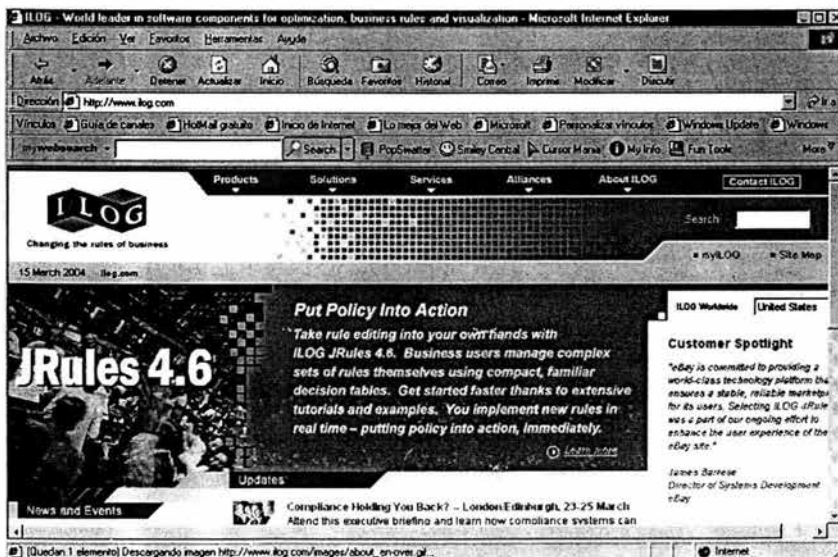 ILOG - World leader in software components for optimization, business rules and visualization - Microsoft Internet Explorer
Archivo Edición Ver Favoritos Herramientas Ayuda
Atrás Adelante Detener Actualizar Inicio Búsqueda Favoritos Historial Correo Imprimir Modificar Discutir
Dirección http://www.ilog.com Ir a
Vínculos Guía de canales HotMail gratuito Inicio de Internet Lo mejor del Web Microsoft Personalizar vínculos Windows Update Windows
mywebsearch Search PopSwatter Smiley Central Cursor Mania My Info Fun Tools More
Products Solutions Services Alliances About ILOG Contact ILOG
ILOG
Changing the rules of business
Search
myILOG Site Map
15 March 2004 ilog.com
JRules 4.6
Put Policy Into Action
Take rule editing into your own hands with
ILOG JRules 4.6. Business users manage complex
sets of rules themselves using compact, familiar
decision tables. Get started faster thanks to extensive
tutorials and examples. You implement new rules in
real time – putting policy into action, immediately.
Learn more
ILOG Worldwide United States
Customer Spotlight
"eBay is committed to providing a
world-class technology platform tha
ensures a stable, reliable marketpl
for its users. Selecting ILOG JRule
was a part of our ongoing effort to
enhance the user experience of the
eBay site."
James Barrese
Director of Systems Development
eBay
Updates
News and Events
Compliance Holding You Back? – London/Edinburgh, 23-25 March
Attend this executive briefing and learn how compliance systems can
(Quedan 1 elemento) Descargando imagen http://www.ilog.com/images/about_en-over.gif... Internet